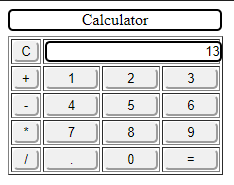 Calculator
C 13
+ 1 2 3
- 4 5 6
* 7 8 9
/ . 0 =